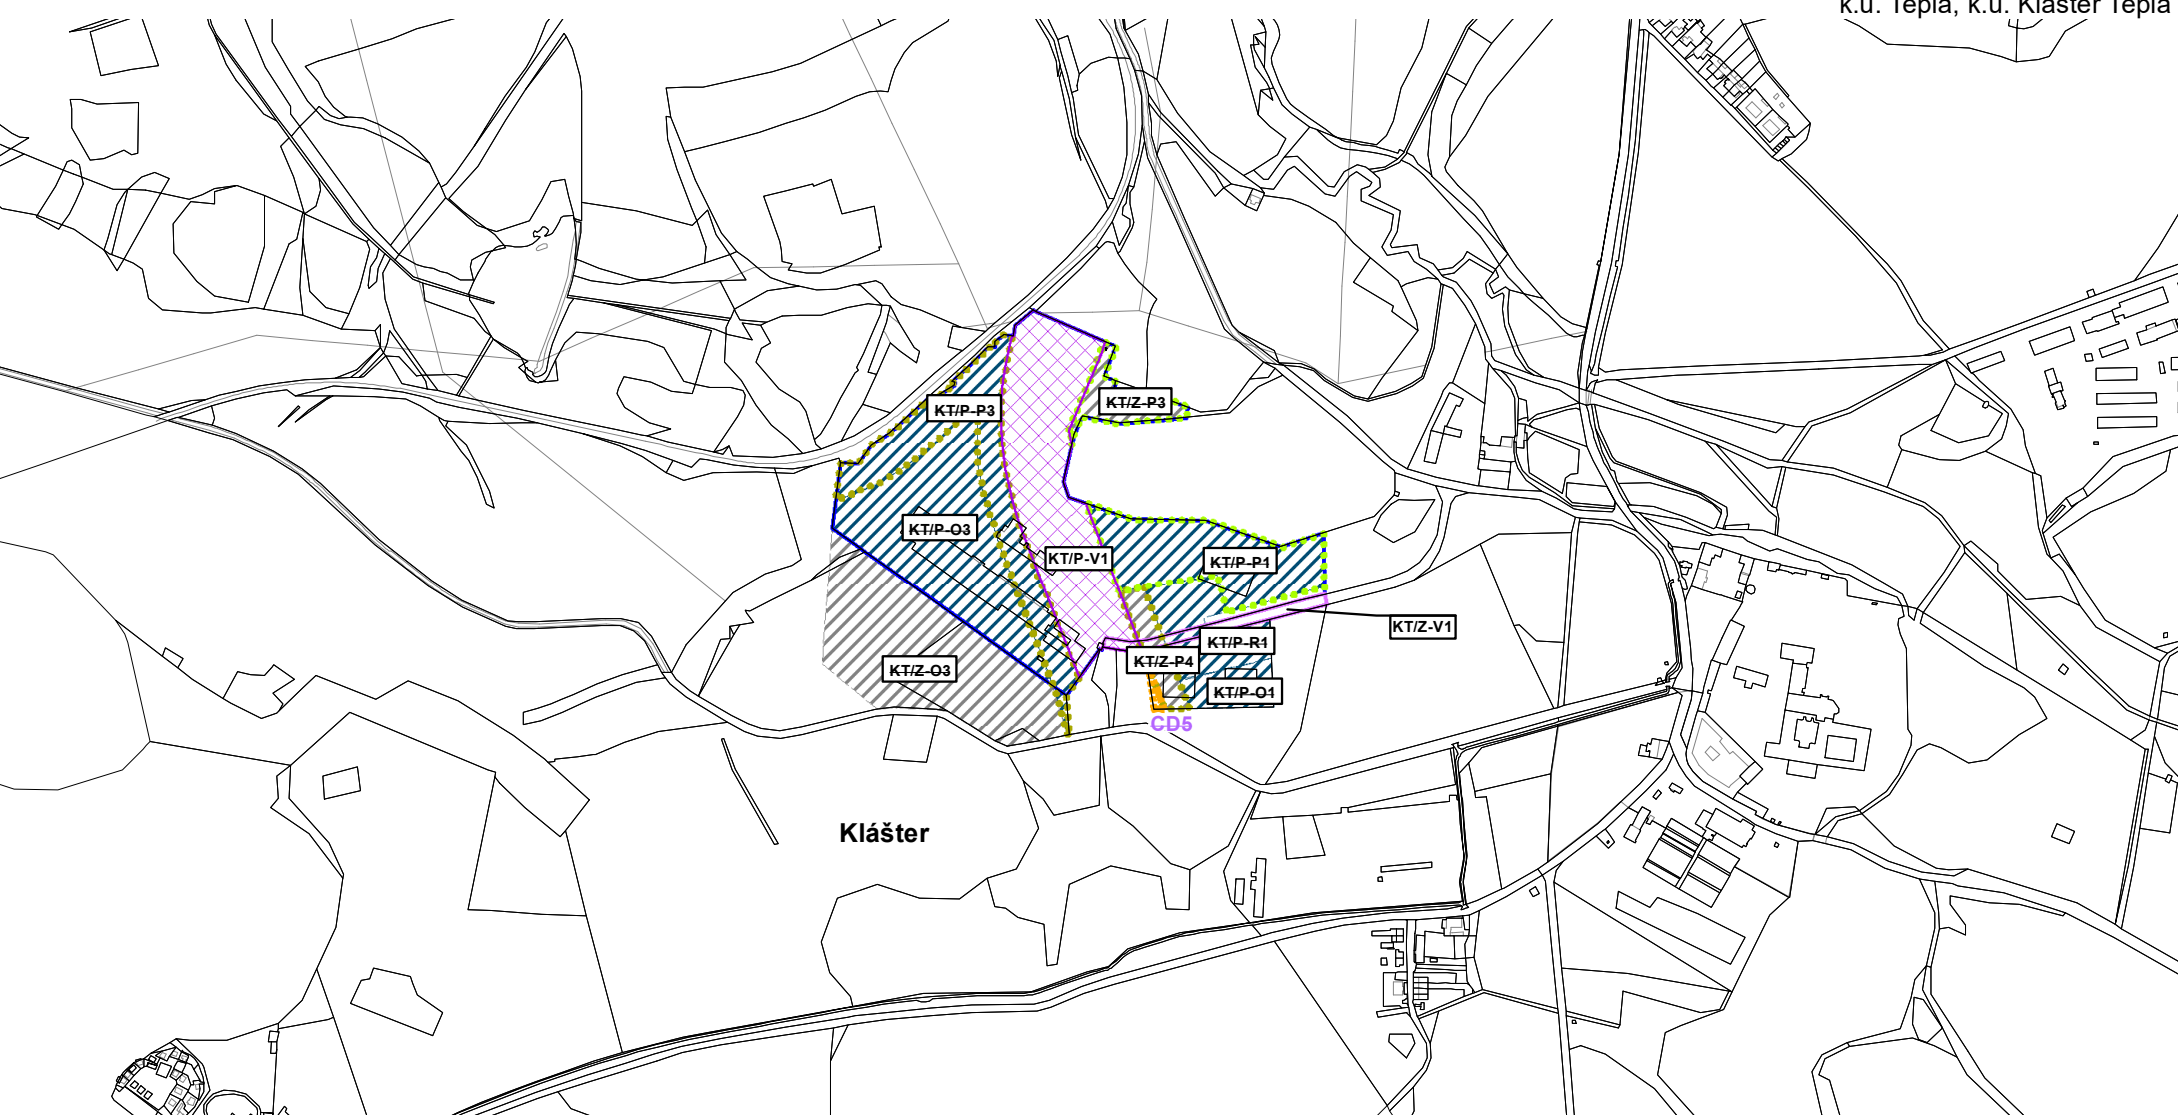 k.ú. Teplá, k.ú. Klášter Teplá
KT/P-P3
KT/Z-P3
KT/P-O3
KT/P-V1
KT/P-P1
KT/Z-V1
KT/P-R1
KT/Z-P4
KT/Z-O3
KT/P-O1
CD5
Klášter